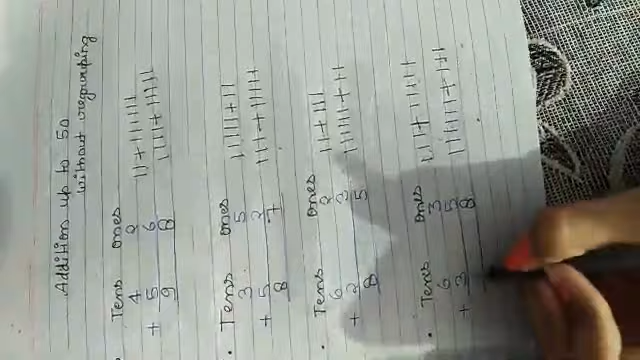 Addition up to 50
without regrouping
Tens ones
4 2
+ 5 6
9 8
Tens ones
3 5
+ 5 2
8 7
Tens ones
6 2
+ 2 3
8 5
Tens ones
6 3
+ 3 5
8